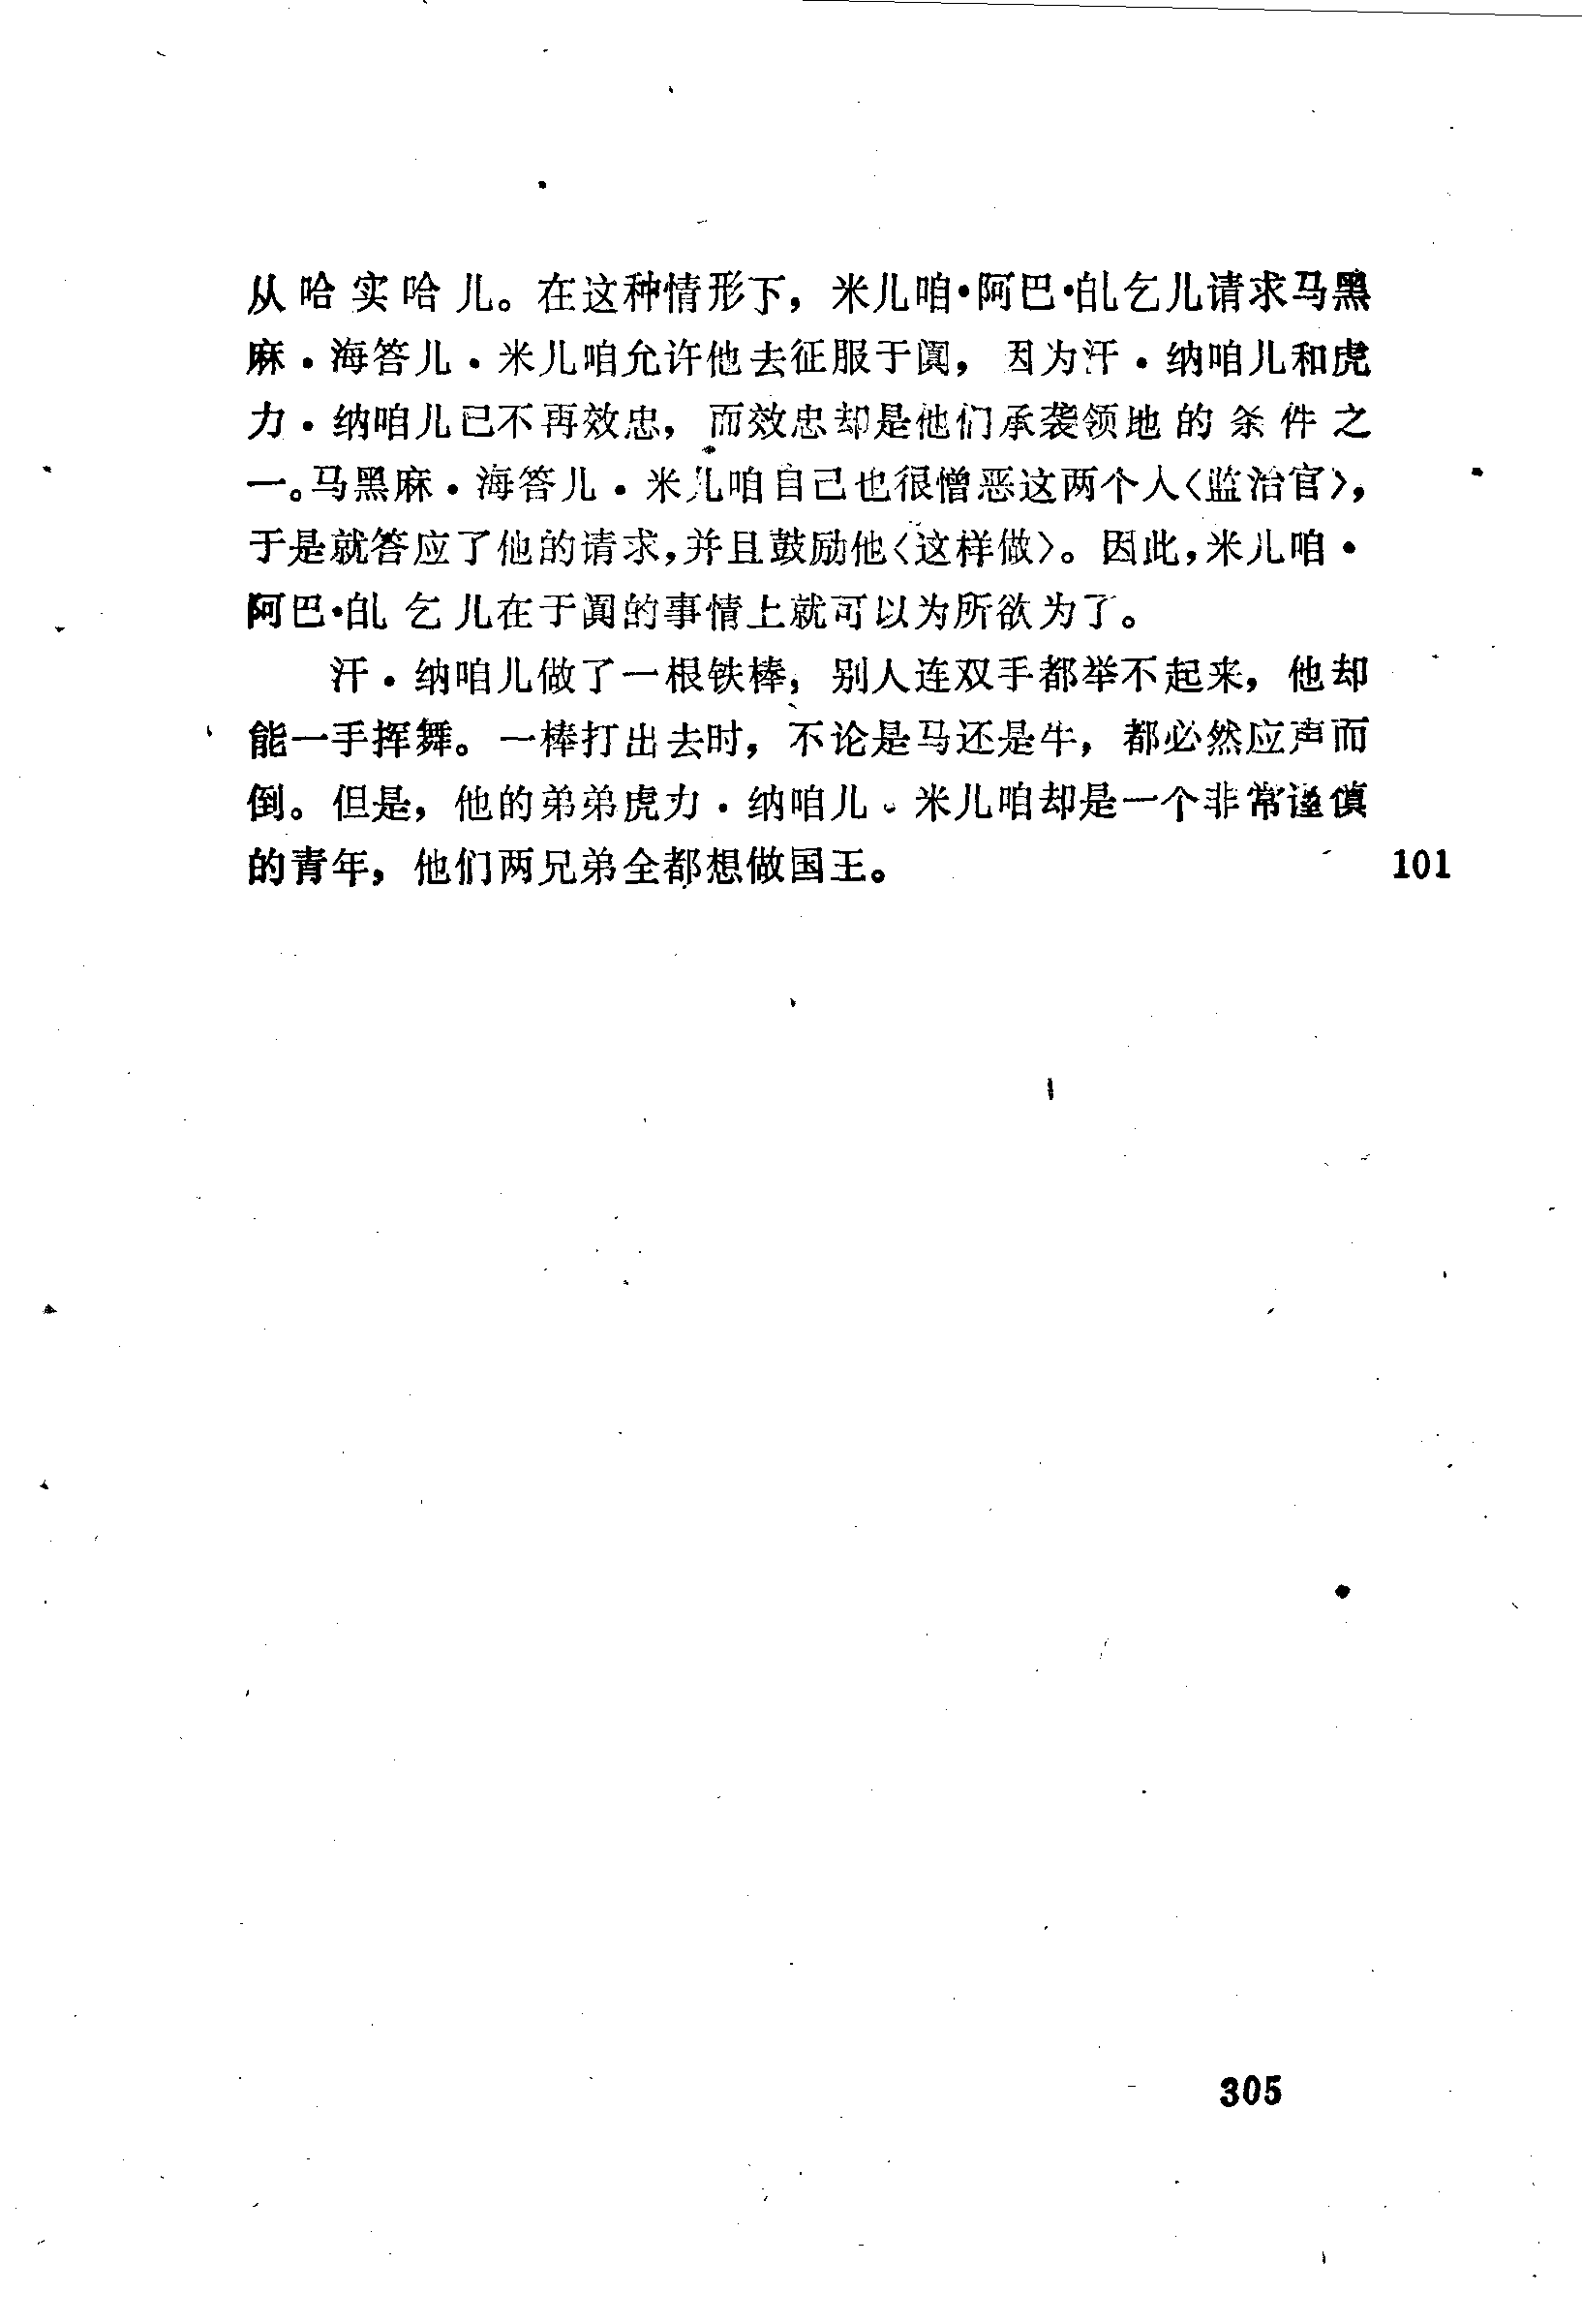 从哈实哈儿。在这种情形下，米儿咱·阿巴·癿乞儿请求马黑
麻·海答儿·米儿咱允许他去征服于阗，因为汗·纳咱儿和虎
力·纳咱儿已不再效忠，而效忠却是他们承袭领地的条件之
一。马黑麻·海答儿·米儿咱自己也很憎恶这两个人〈监治官〉，
于是就答应了他的请求，并且鼓励他〈这样做〉。因此，米儿咱·
阿巴·癿乞儿在于阗的事情上就可以为所欲为了。
汗·纳咱儿做了一根铁棒，别人连双手都举不起来，他却
能一手挥舞。一棒打出去时，不论是马还是牛，都必然应声而
倒。但是，他的弟弟虎力·纳咱儿·米儿咱却是一个非常谨慎
的青年，他们两兄弟全都想做国王。 101
305